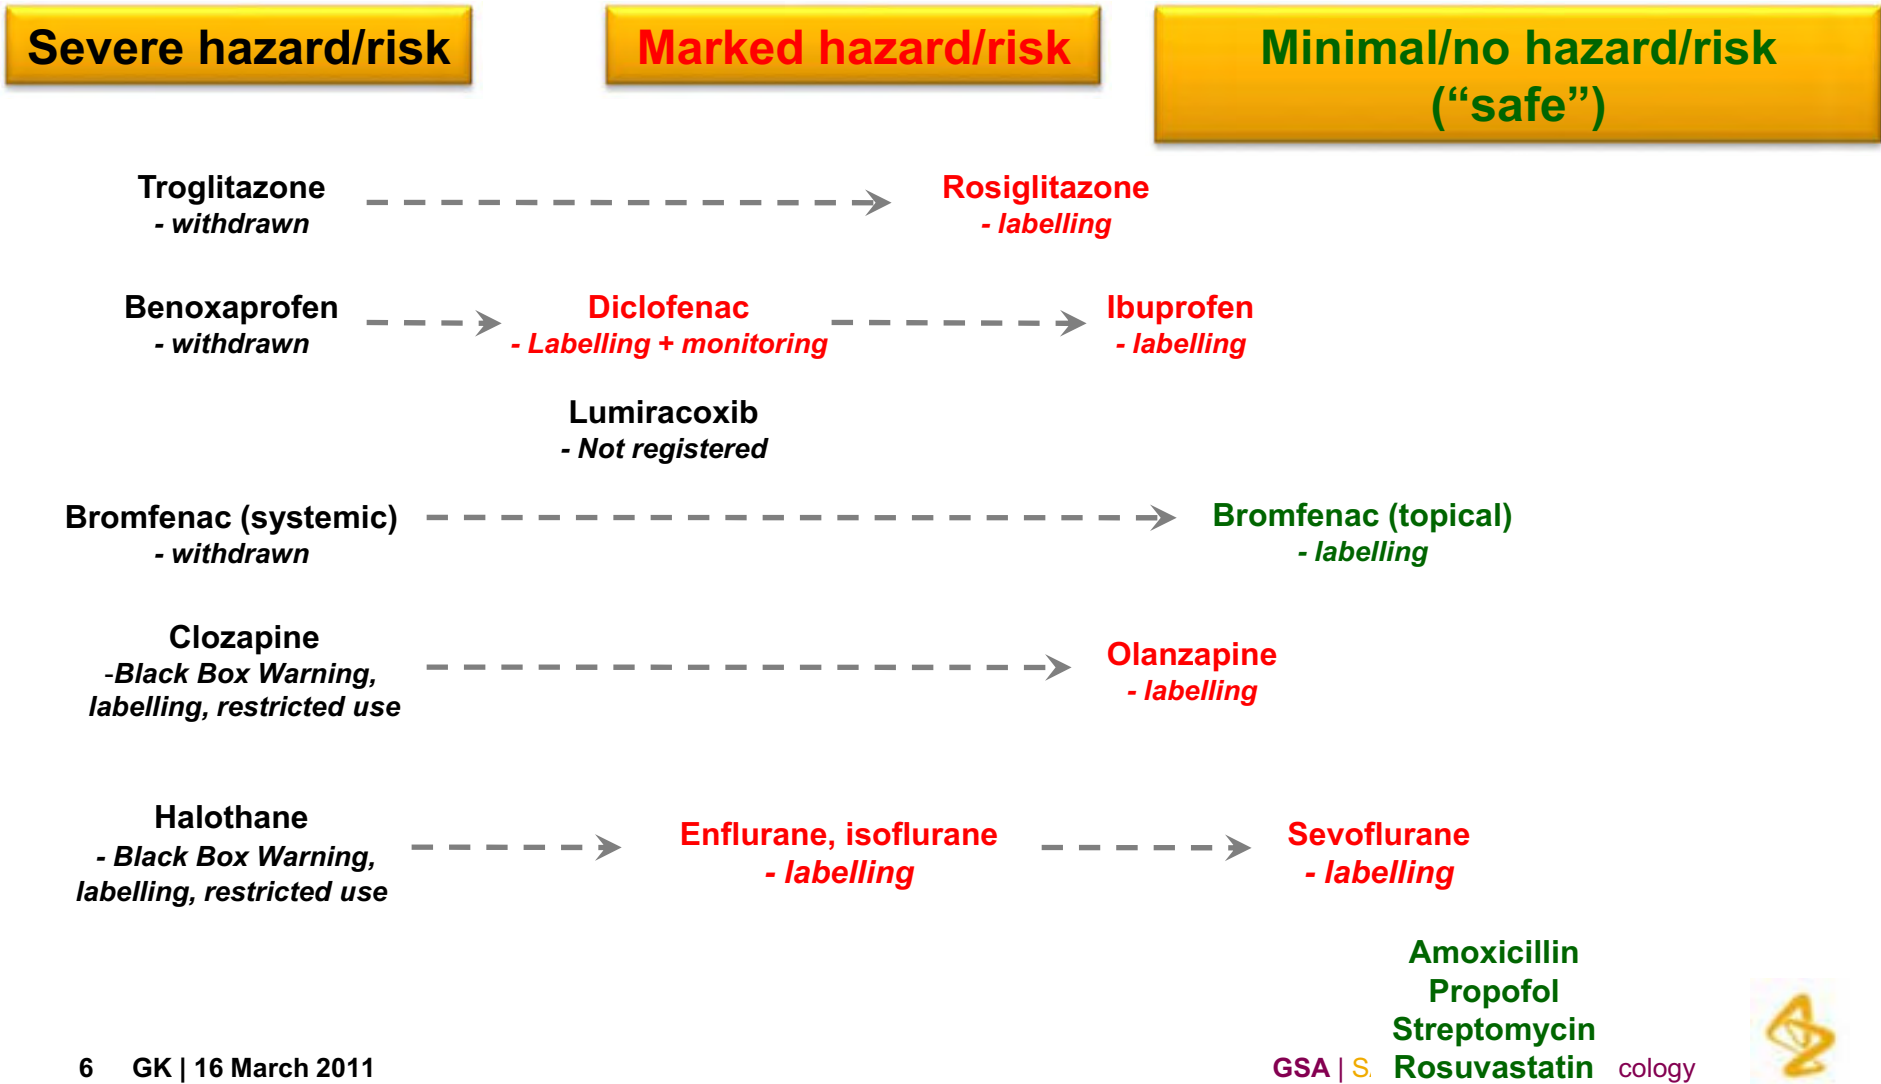 Severe hazard/risk
Marked hazard/risk
Minimal/no hazard/risk
(“safe”)
Troglitazone
- withdrawn
Rosiglitazone
- labelling
Benoxaprofen
- withdrawn
Diclofenac
- Labelling + monitoring
Ibuprofen
- labelling
Lumiracoxib
- Not registered
Bromfenac (systemic)
- withdrawn
Bromfenac (topical)
- labelling
Clozapine
-Black Box Warning,
labelling, restricted use
Olanzapine
- labelling
Halothane
- Black Box Warning,
labelling, restricted use
Enflurane, isoflurane
- labelling
Sevoflurane
- labelling
Amoxicillin
Propofol
Streptomycin
Rosuvastatin
6 GK | 16 March 2011
GSA | S. cology